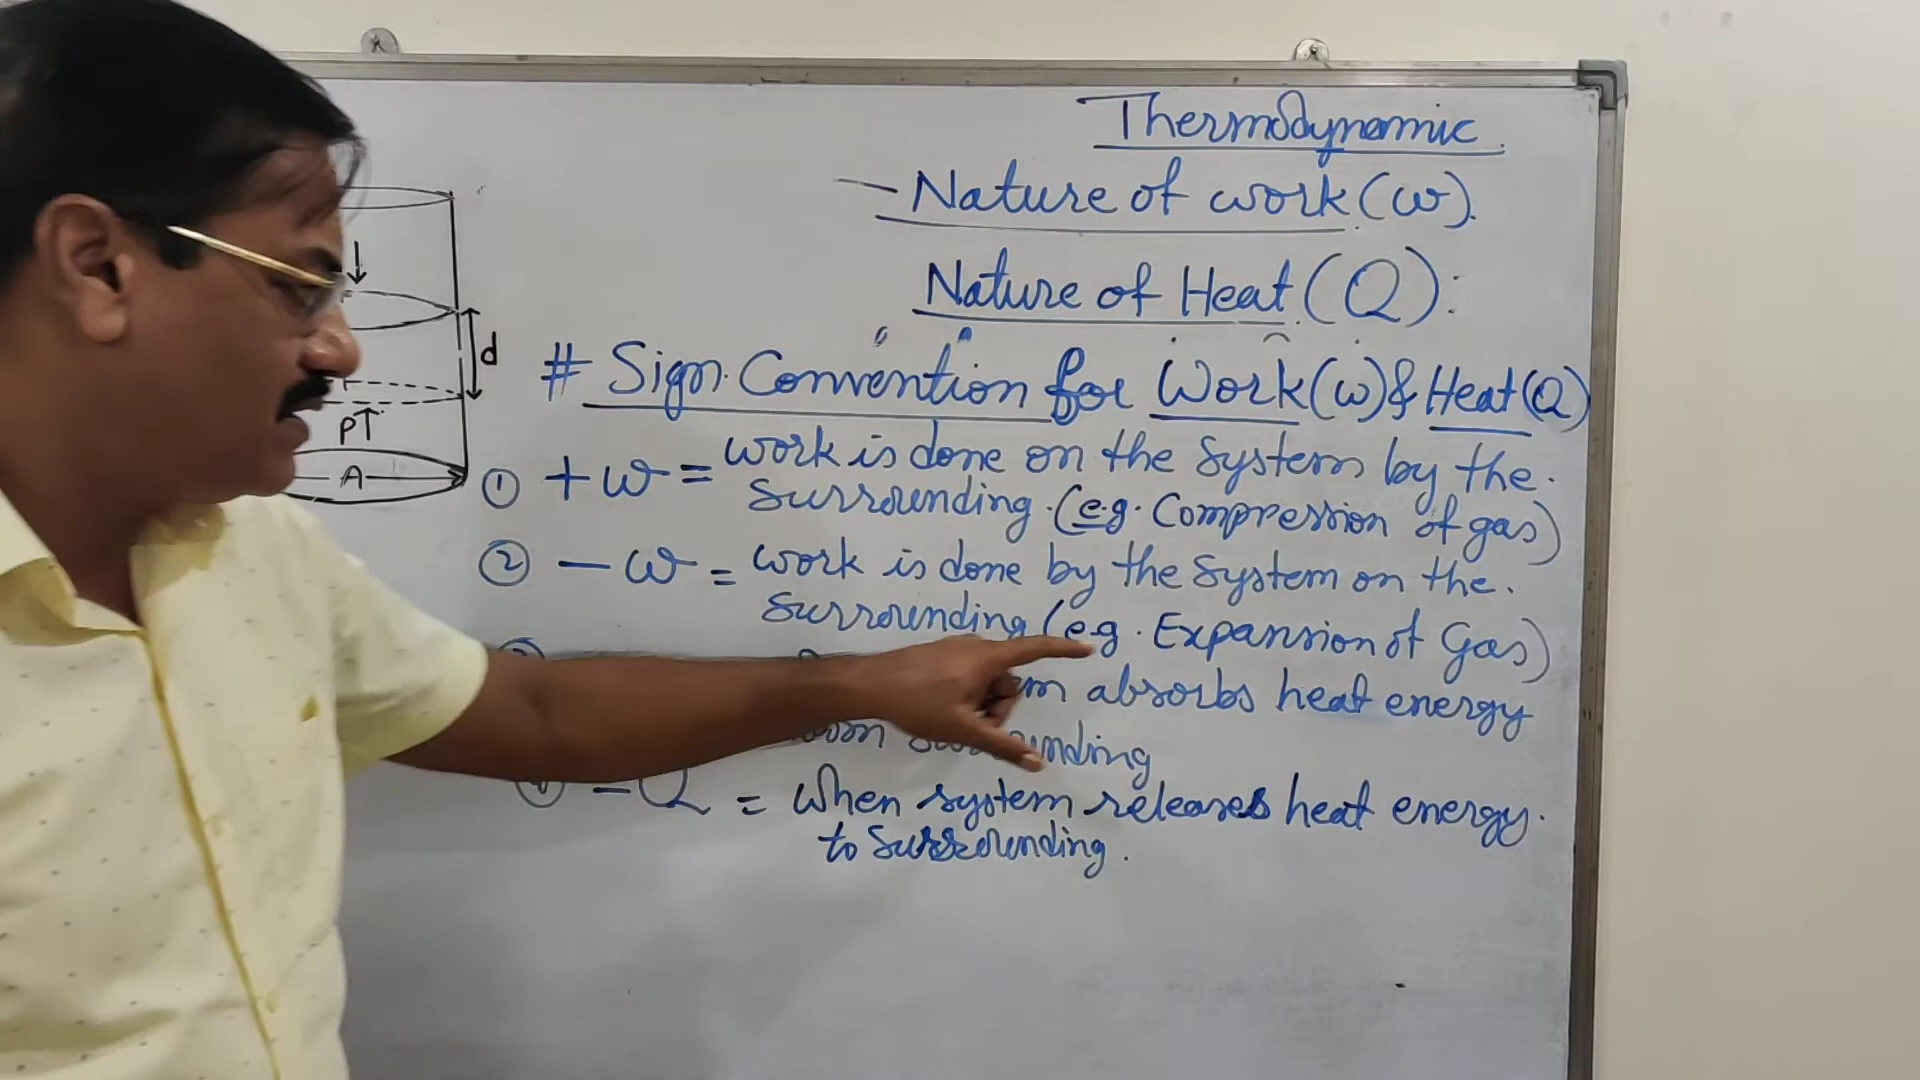 Thermodynamic.
Nature of work (w).
Nature of Heat (Q):
# Sign Convention for Work (w) & Heat (Q)
① + w = work is done on the System by the.
Surrounding. (e.g. Compression of gas)
② - w = work is done by the System on the.
Surrounding (e.g. Expansion of Gas)
absorbs heat energy
④ - Q = When system releases heat energy.
to Surrounding.
d
P↑
A